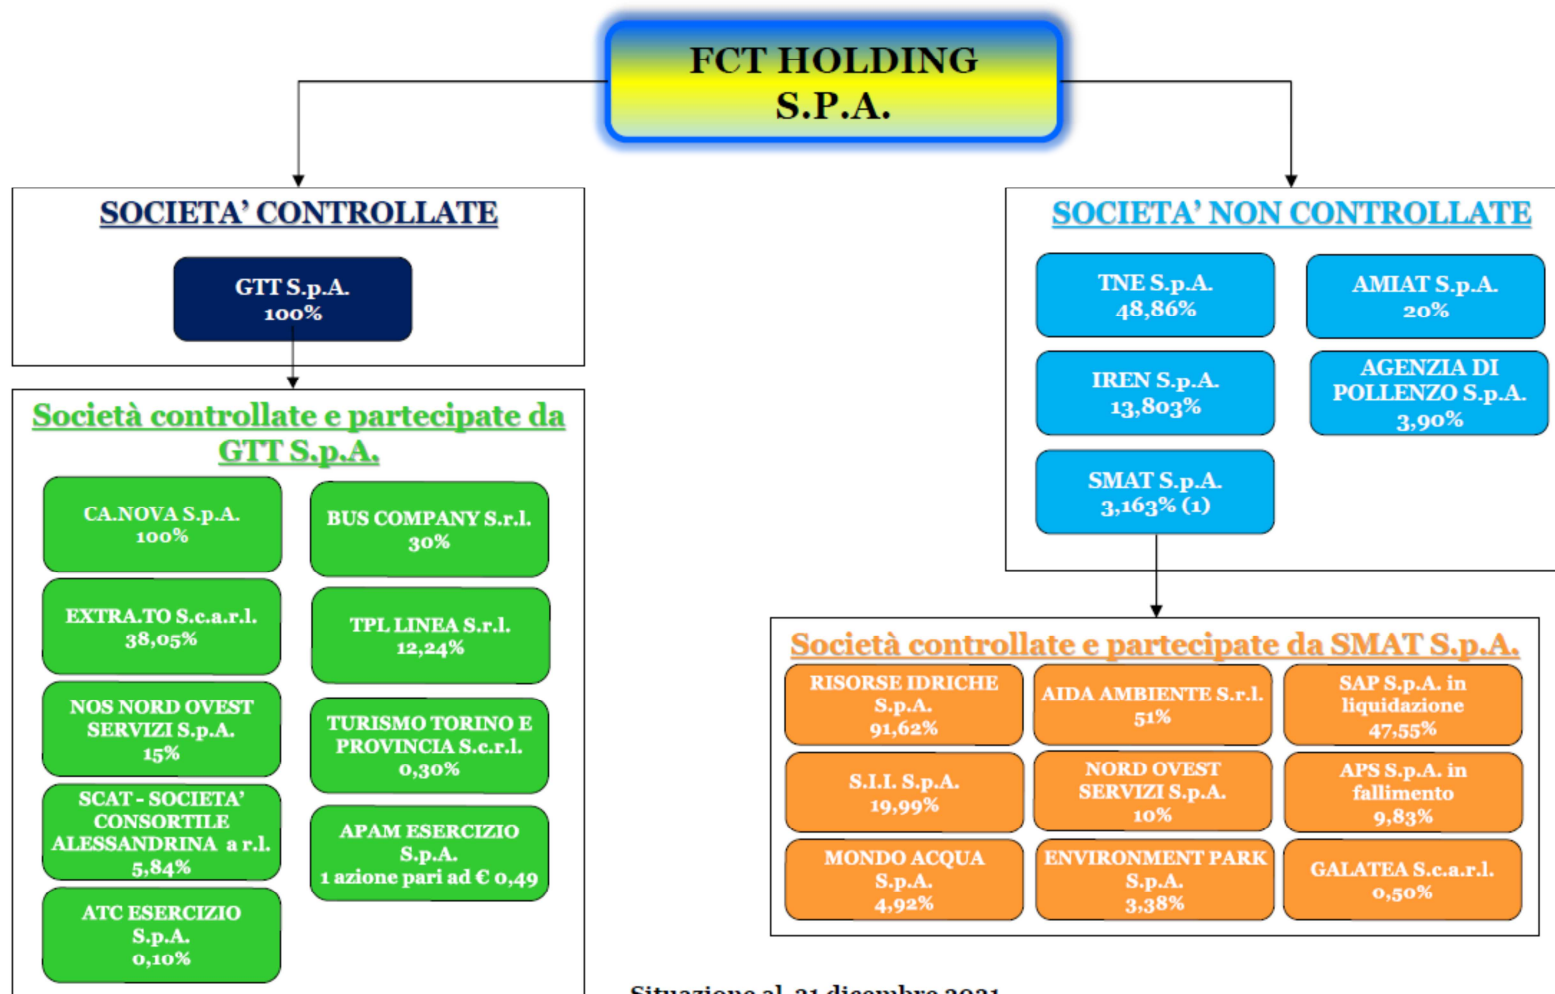 FCT HOLDING
S.P.A.
SOCIETA’ CONTROLLATE
GTT S.p.A.
100%
Società controllate e partecipate da
GTT S.p.A.
CA.NOVA S.p.A.
100%
BUS COMPANY S.r.l.
30%
EXTRA.TO S.c.a.r.l.
38,05%
TPL LINEA S.r.l.
12,24%
NOS NORD OVEST
SERVIZI S.p.A.
15%
TURISMO TORINO E
PROVINCIA S.c.r.l.
0,30%
SCAT - SOCIETA’
CONSORTILE
ALESSANDRINA a r.l.
5,84%
APAM ESERCIZIO
S.p.A.
1 azione pari ad € 0,49
ATC ESERCIZIO
S.p.A.
0,10%
SOCIETA’ NON CONTROLLATE
TNE S.p.A.
48,86%
AMIAT S.p.A.
20%
IREN S.p.A.
13,803%
AGENZIA DI
POLLENZO S.p.A.
3,90%
SMAT S.p.A.
3,163% (1)
Società controllate e partecipate da SMAT S.p.A.
RISORSE IDRICHE
S.p.A.
91,62%
AIDA AMBIENTE S.r.l.
51%
SAP S.p.A. in
liquidazione
47,55%
S.I.I. S.p.A.
19,99%
NORD OVEST
SERVIZI S.p.A.
10%
APS S.p.A. in
fallimento
9,83%
MONDO ACQUA
S.p.A.
4,92%
ENVIRONMENT PARK
S.p.A.
3,38%
GALATEA S.c.a.r.l.
0,50%
Situazione al 31 dicembre 2021